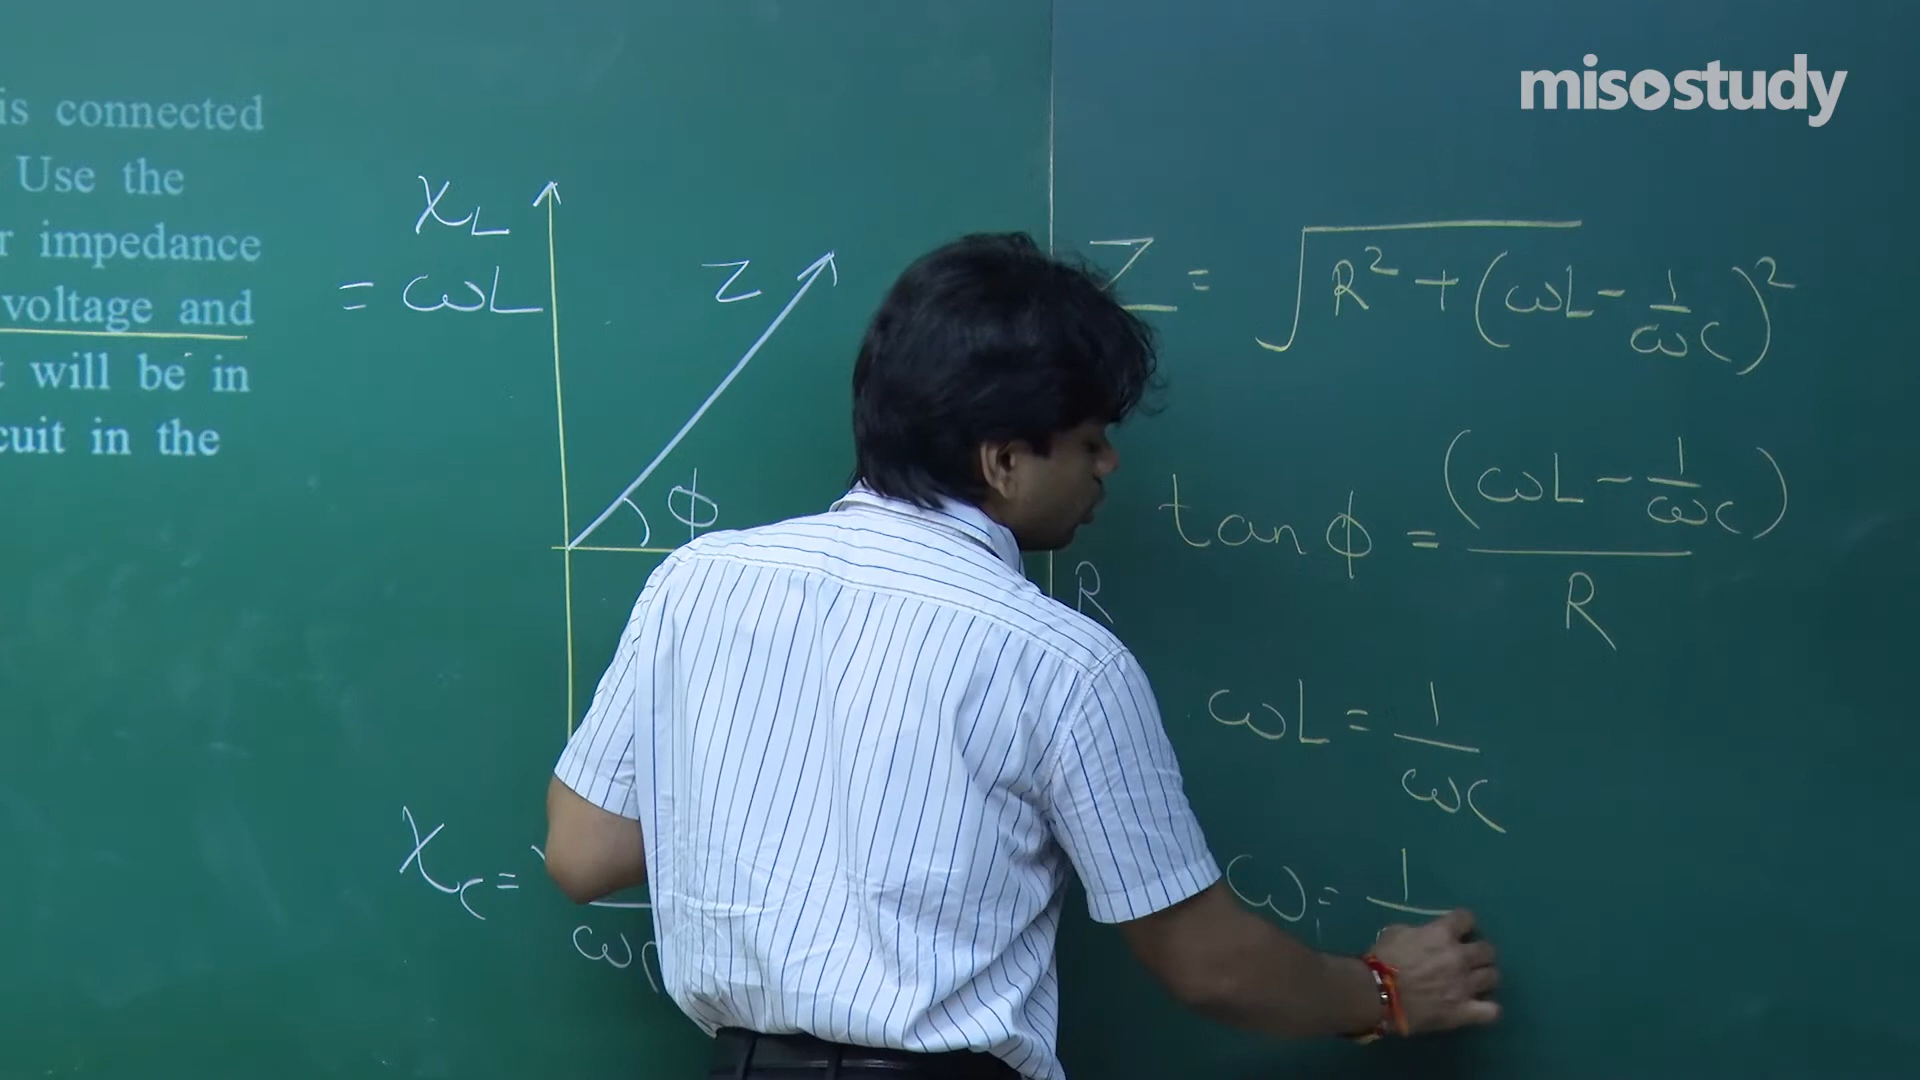 misostudy
is connected
Use the
r impedance
voltage and
t will be in
cuit in the
X_L
= ωL
Z
φ
R
X_C =
ω
Z = √R² + (ωL - 1/ωC)²
tan φ = (ωL - 1/ωC) / R
ωL = 1/ωC
ω = 1